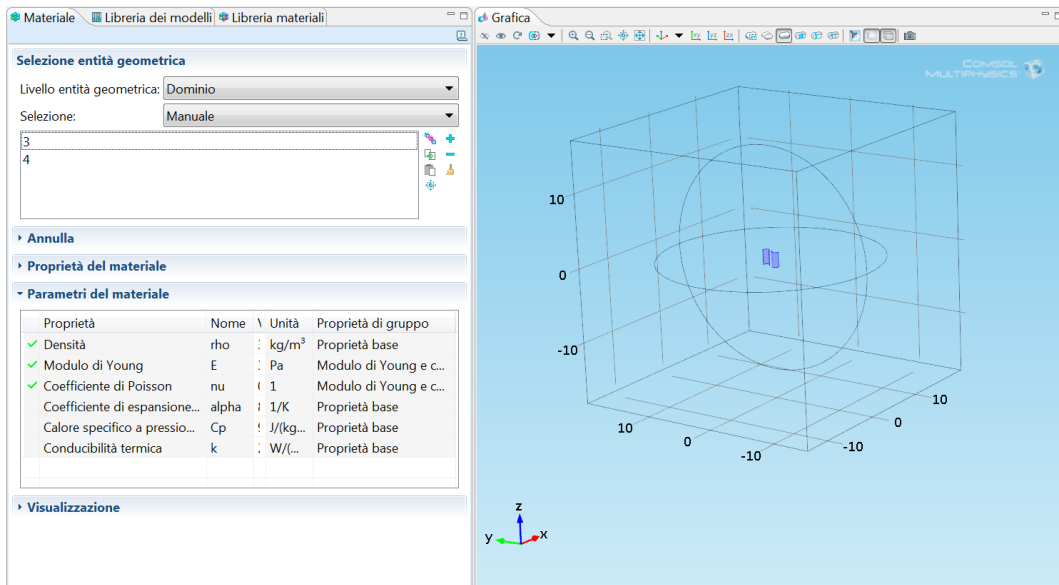 Materiale Libreria dei modelli Libreria materiali
Selezione entità geometrica
Livello entità geometrica: Dominio
Selezione: Manuale
3
4
Annulla
Proprietà del materiale
Parametri del materiale
Proprietà Nome Unità Proprietà di gruppo
Densità rho kg/m³ Proprietà base
Modulo di Young E Pa Modulo di Young e c...
Coefficiente di Poisson nu 1 Modulo di Young e c...
Coefficiente di espansione... alpha 1/K Proprietà base
Calore specifico a pressio... Cp J/(kg... Proprietà base
Conducibilità termica k W/(... Proprietà base
Visualizzazione
Grafica
xy yz xz
COMSOL
MULTIPHYSICS
10
0
-10
10
0
-10
10
0
-10
z
y
x